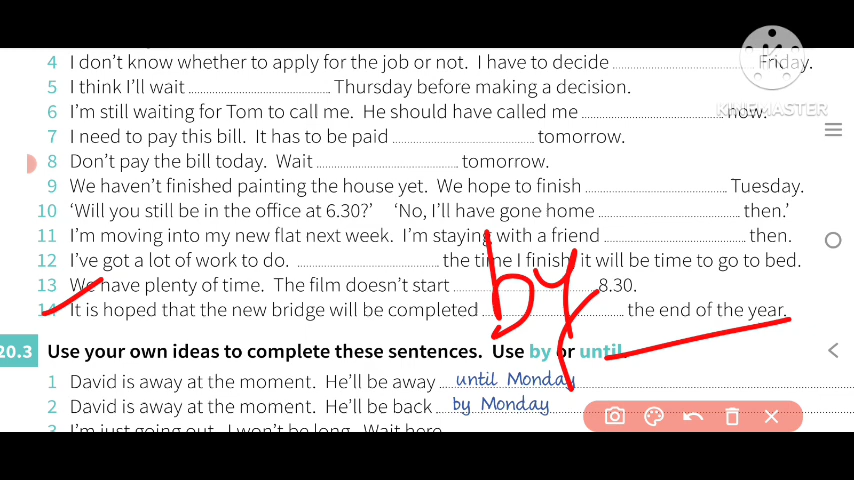 4 I don't know whether to apply for the job or not. I have to decide ........ Friday.
KINEMASTER
5 I think I'll wait ........ Thursday before making a decision.
6 I'm still waiting for Tom to call me. He should have called me ........ now.
7 I need to pay this bill. It has to be paid ........ tomorrow.
8 Don't pay the bill today. Wait ........ tomorrow.
9 We haven't finished painting the house yet. We hope to finish ........ Tuesday.
10 'Will you still be in the office at 6.30?' 'No, I'll have gone home ........ then.'
11 I'm moving into my new flat next week. I'm staying with a friend ........ then.
12 I've got a lot of work to do. ........ the time I finish, it will be time to go to bed.
13 We have plenty of time. The film doesn't start ........ 8.30.
by
14 It is hoped that the new bridge will be completed ........ the end of the year.
20.3 Use your own ideas to complete these sentences. Use by or until.
1 David is away at the moment. He'll be away until Monday
2 David is away at the moment. He'll be back by Monday
3 I'm just going out. I won't be long. Wait here